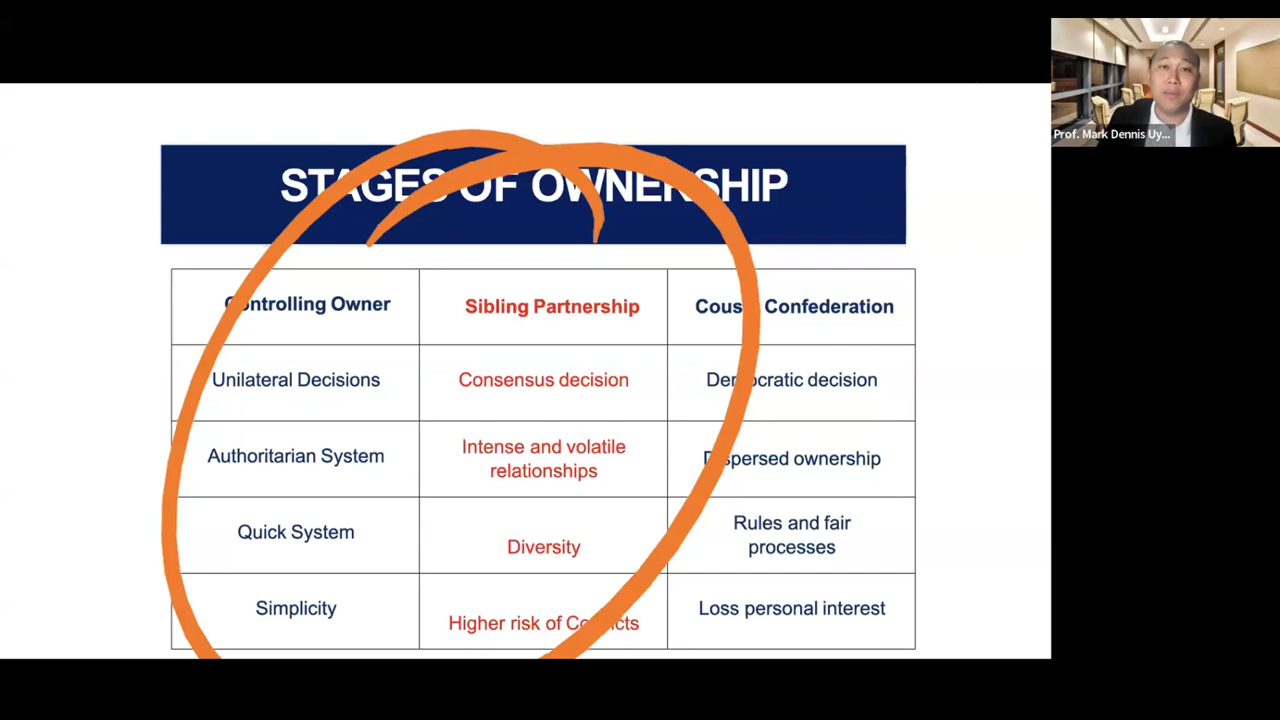 Prof. Mark Dennis Uy...
STAGES OF OWNERSHIP
Controlling Owner
Sibling Partnership
Cousin Confederation
Unilateral Decisions
Consensus decision
Democratic decision
Authoritarian System
Intense and volatile
relationships
Dispersed ownership
Quick System
Diversity
Rules and fair
processes
Simplicity
Higher risk of Conflicts
Loss personal interest